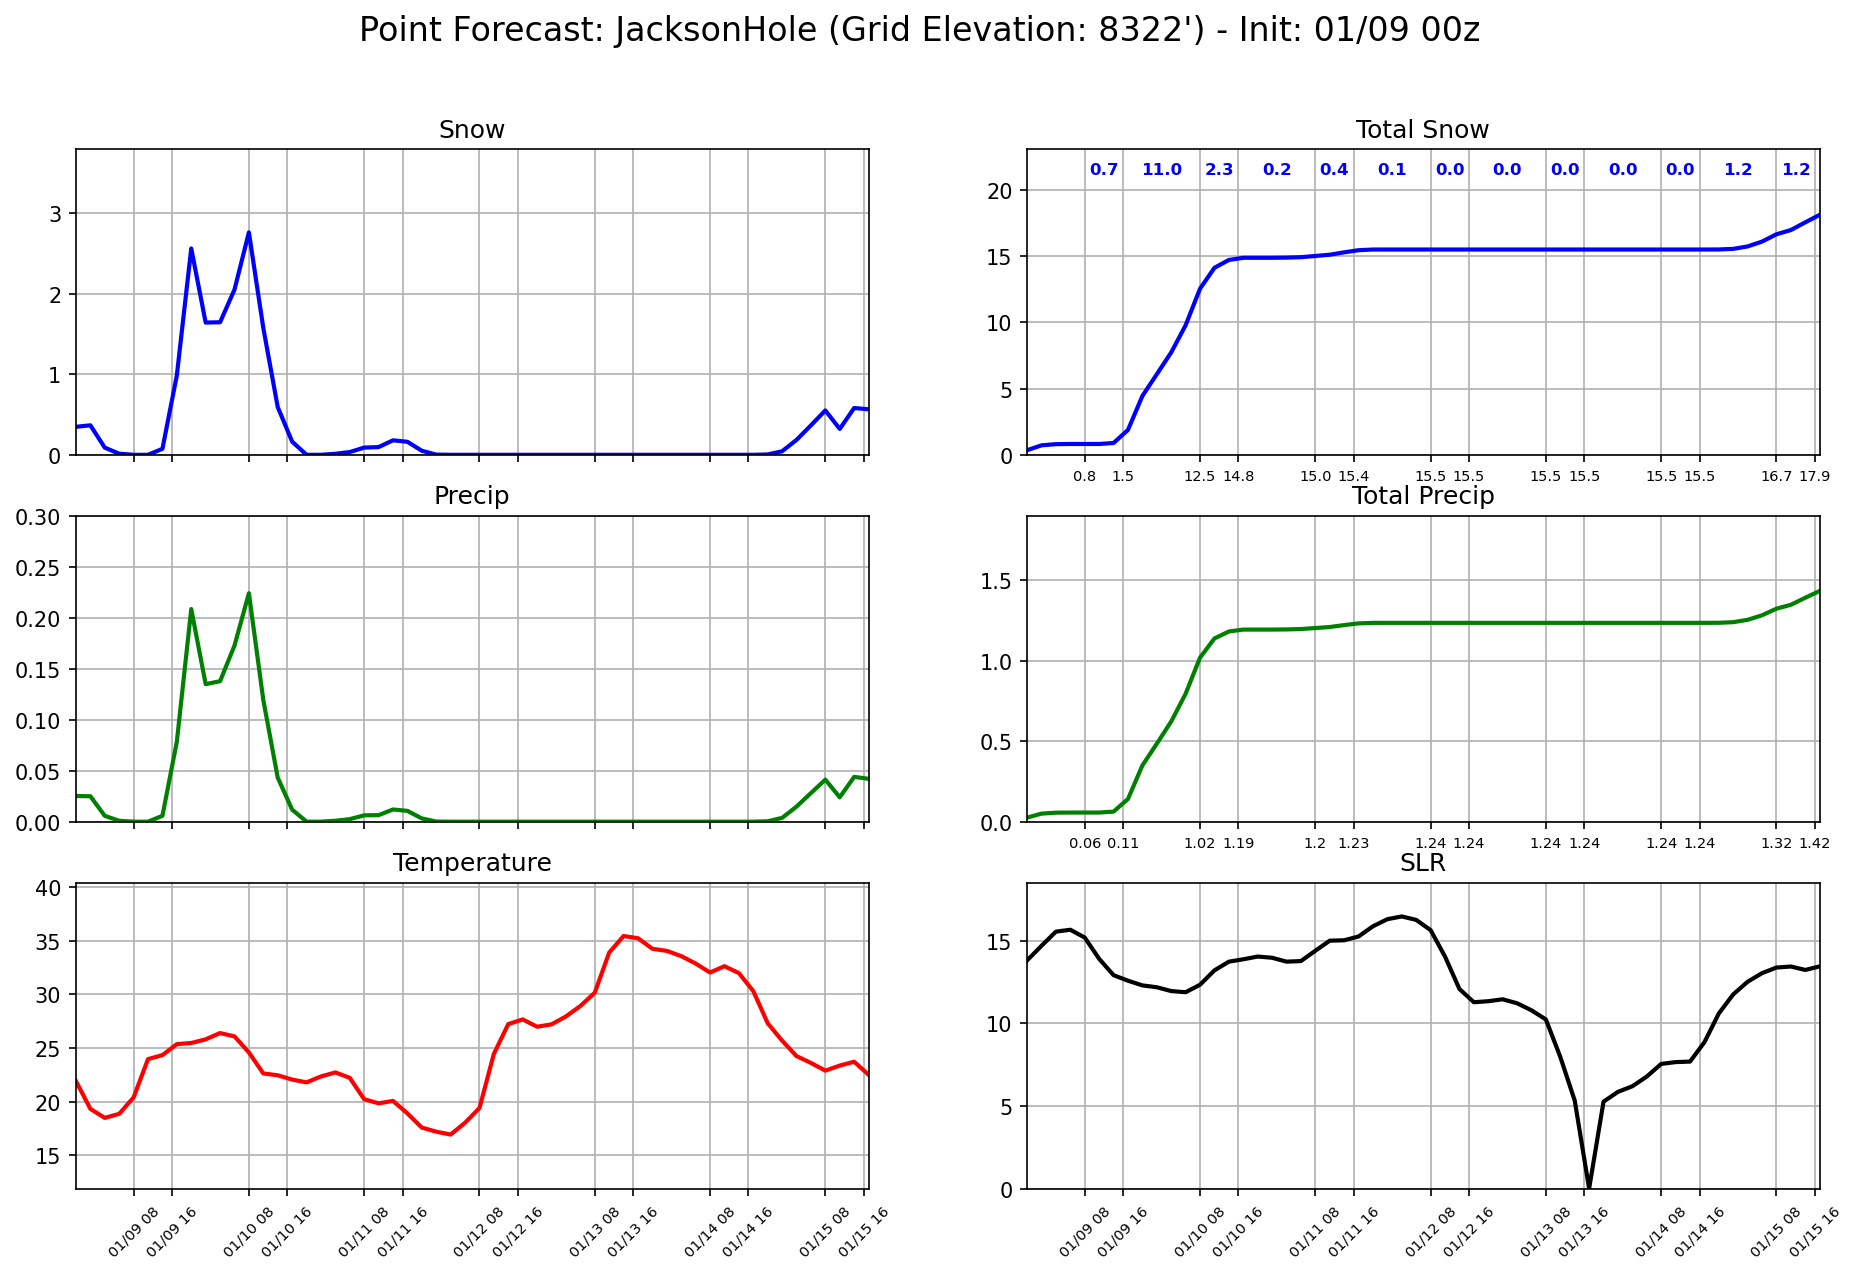 Point Forecast: JacksonHole (Grid Elevation: 8322') - Init: 01/09 00z
Snow
3
2
1
0
Total Snow
0.7 11.0 2.3 0.2 0.4 0.1 0.0 0.0 0.0 0.0 0.0 1.2 1.2
20
15
10
5
0
0.8 1.5 12.5 14.8 15.0 15.4 15.5 15.5 15.5 15.5 15.5 15.5 16.7 17.9
Precip
0.30
0.25
0.20
0.15
0.10
0.05
0.00
Total Precip
1.5
1.0
0.5
0.0
0.06 0.11 1.02 1.19 1.2 1.23 1.24 1.24 1.24 1.24 1.24 1.24 1.32 1.42
Temperature
40
35
30
25
20
15
01/09 08 01/09 16 01/10 08 01/10 16 01/11 08 01/11 16 01/12 08 01/12 16 01/13 08 01/13 16 01/14 08 01/14 16 01/15 08 01/15 16
SLR
15
10
5
0
01/09 08 01/09 16 01/10 08 01/10 16 01/11 08 01/11 16 01/12 08 01/12 16 01/13 08 01/13 16 01/14 08 01/14 16 01/15 08 01/15 16